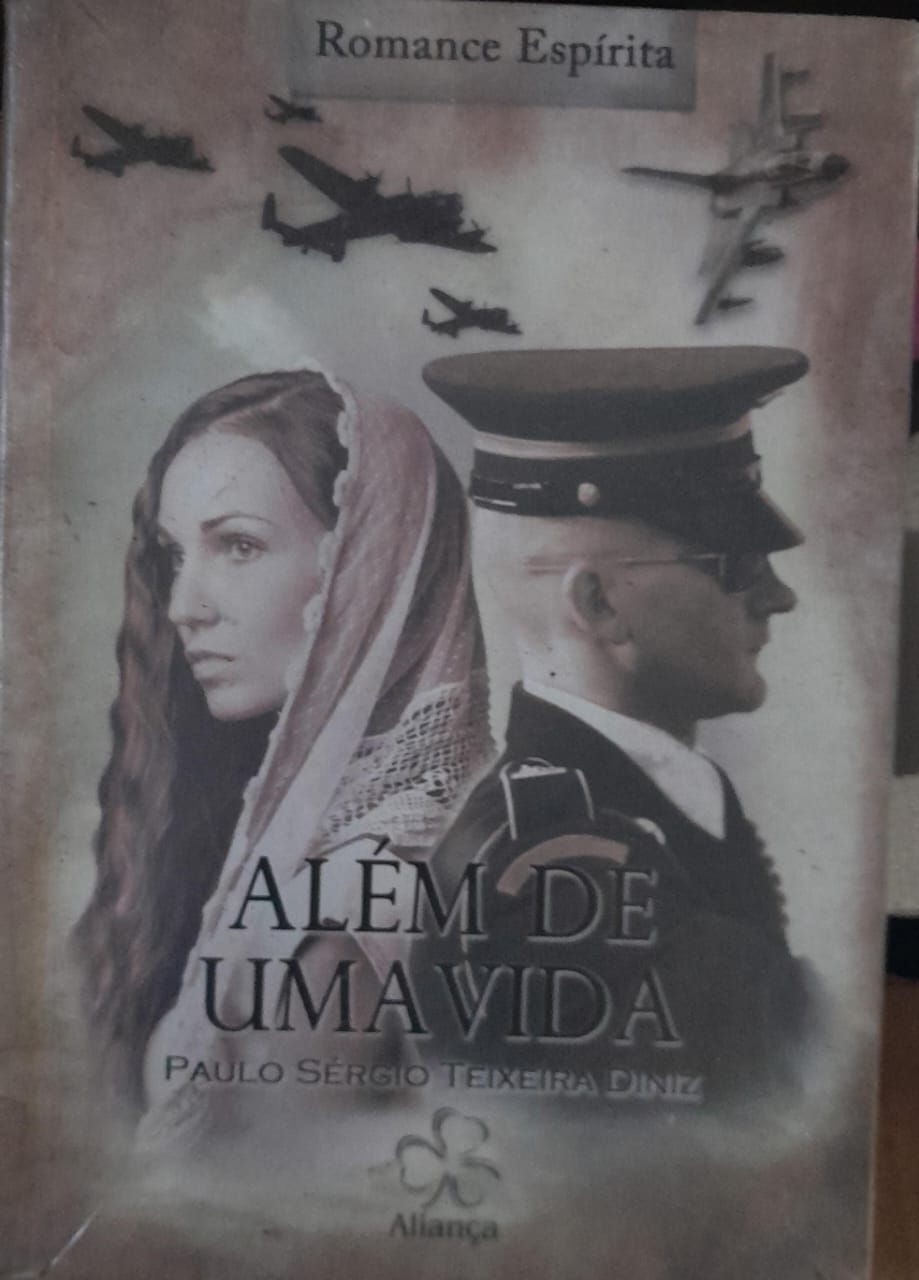 Romance Espírita
ALÉM DE
UMA VIDA
PAULO SÉRGIO TEIXEIRA DINIZ
Aliança